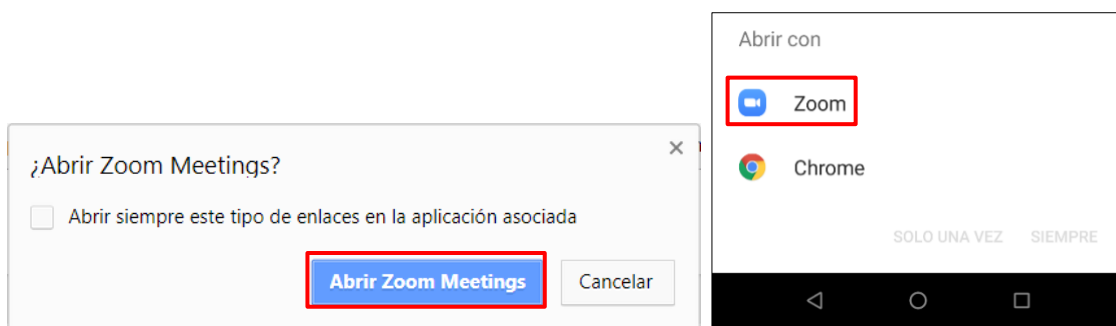 ¿Abrir Zoom Meetings?
Abrir siempre este tipo de enlaces en la aplicación asociada
Abrir Zoom Meetings
Cancelar
Abrir con
Zoom
Chrome
SOLO UNA VEZ SIEMPRE